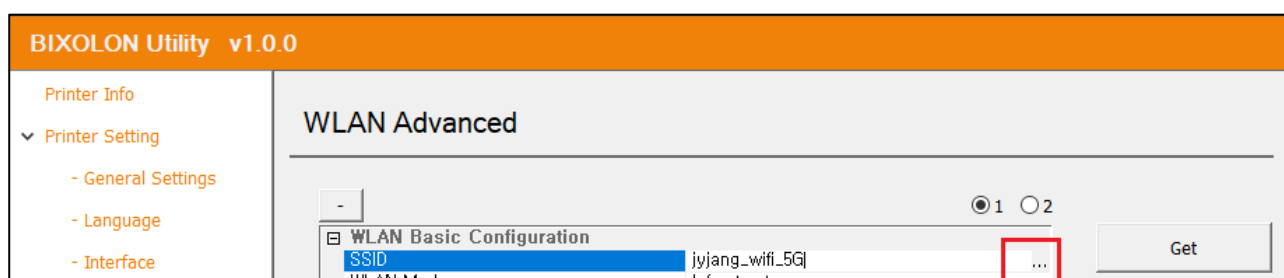 BIXOLON Utility v1.0.0
Printer Info
Printer Setting
- General Settings
- Language
- Interface
WLAN Advanced
-
1 2
WLAN Basic Configuration
SSID jyjang_wifi_5G ...
Get